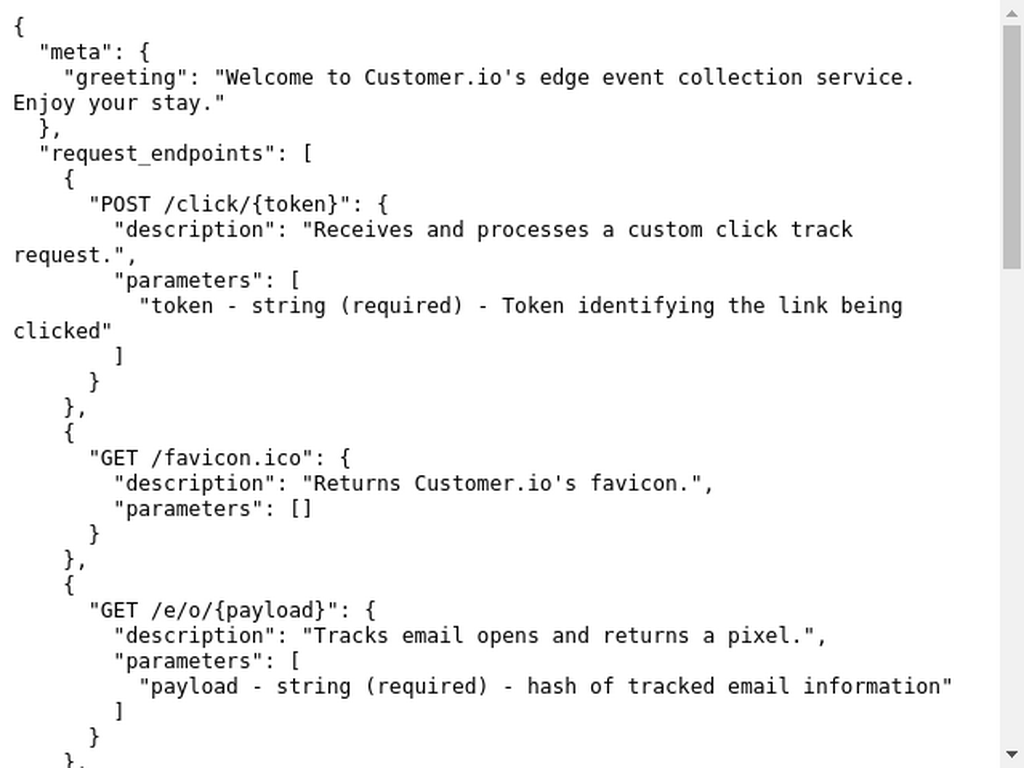 {
  "meta": {
    "greeting": "Welcome to Customer.io's edge event collection service.
Enjoy your stay."
  },
  "request_endpoints": [
    {
      "POST /click/{token}": {
        "description": "Receives and processes a custom click track
request.",
        "parameters": [
          "token - string (required) - Token identifying the link being
clicked"
        ]
      }
    },
    {
      "GET /favicon.ico": {
        "description": "Returns Customer.io's favicon.",
        "parameters": []
      }
    },
    {
      "GET /e/o/{payload}": {
        "description": "Tracks email opens and returns a pixel.",
        "parameters": [
          "payload - string (required) - hash of tracked email information"
        ]
      }
    },